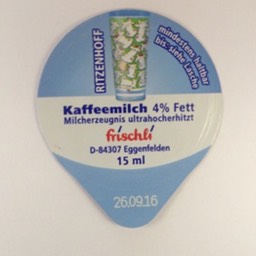 RITZENHOFF
mindestens haltbar
bis: siehe Lasche
Kaffeemilch 4% Fett
Milcherzeugnis ultrahocherhitzt
frischli
D-84307 Eggenfelden
15 ml
26.09.16